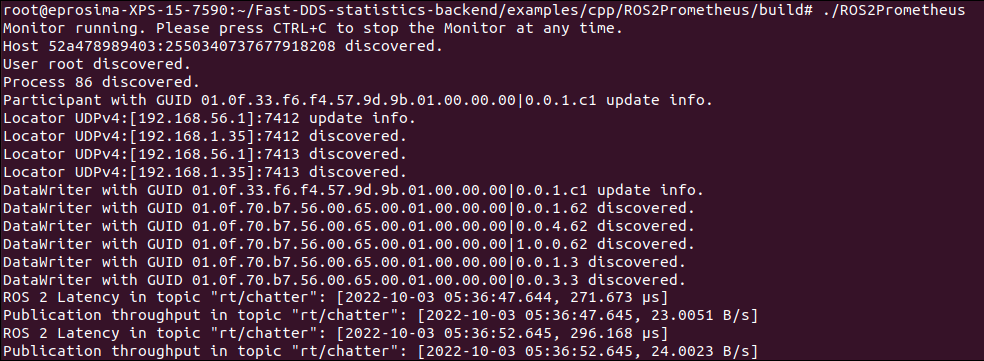 root@eprosima-XPS-15-7590:~/Fast-DDS-statistics-backend/examples/cpp/ROS2Prometheus/build# ./ROS2Prometheus
Monitor running. Please press CTRL+C to stop the Monitor at any time.
Host 52a478989403:2550340737677918208 discovered.
User root discovered.
Process 86 discovered.
Participant with GUID 01.0f.33.f6.f4.57.9d.9b.01.00.00.00|0.0.1.c1 update info.
Locator UDPv4:[192.168.56.1]:7412 update info.
Locator UDPv4:[192.168.1.35]:7412 discovered.
Locator UDPv4:[192.168.56.1]:7413 discovered.
Locator UDPv4:[192.168.1.35]:7413 discovered.
DataWriter with GUID 01.0f.33.f6.f4.57.9d.9b.01.00.00.00|0.0.1.c1 update info.
DataWriter with GUID 01.0f.70.b7.56.00.65.00.01.00.00.00|0.0.1.62 discovered.
DataWriter with GUID 01.0f.70.b7.56.00.65.00.01.00.00.00|0.0.4.62 discovered.
DataWriter with GUID 01.0f.70.b7.56.00.65.00.01.00.00.00|1.0.0.62 discovered.
DataWriter with GUID 01.0f.70.b7.56.00.65.00.01.00.00.00|0.0.1.3 discovered.
DataWriter with GUID 01.0f.70.b7.56.00.65.00.01.00.00.00|0.0.3.3 discovered.
ROS 2 Latency in topic "rt/chatter": [2022-10-03 05:36:47.644, 271.673 μs]
Publication throughput in topic "rt/chatter": [2022-10-03 05:36:47.645, 23.0051 B/s]
ROS 2 Latency in topic "rt/chatter": [2022-10-03 05:36:52.645, 296.168 μs]
Publication throughput in topic "rt/chatter": [2022-10-03 05:36:52.645, 24.0023 B/s]